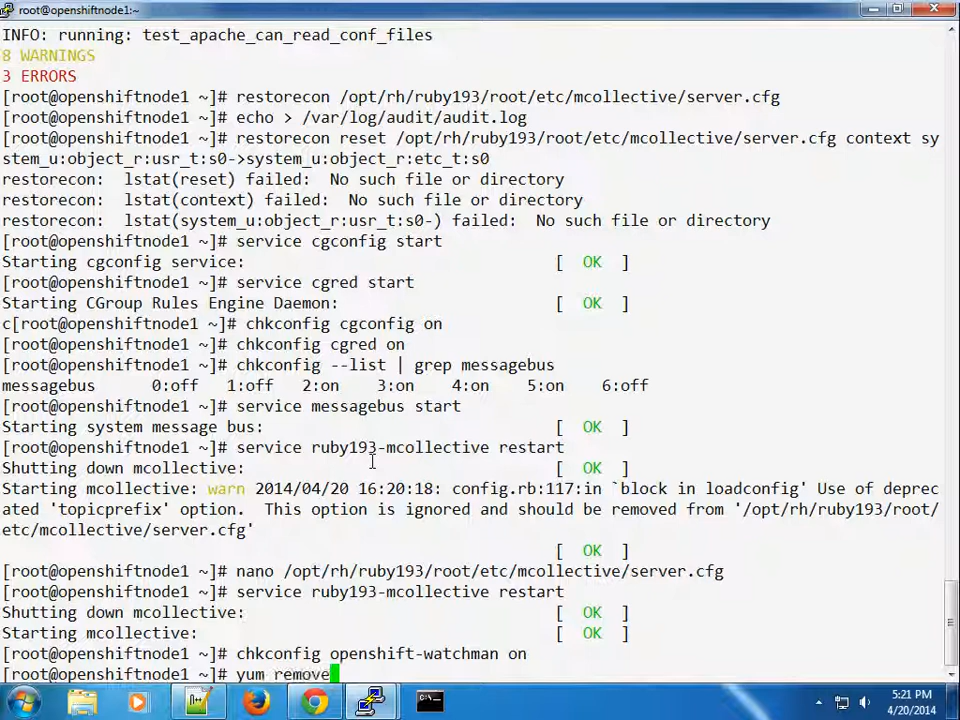 root@openshiftnode1:~
INFO: running: test_apache_can_read_conf_files
8 WARNINGS
3 ERRORS
[root@openshiftnode1 ~]# restorecon /opt/rh/ruby193/root/etc/mcollective/server.cfg
[root@openshiftnode1 ~]# echo > /var/log/audit/audit.log
[root@openshiftnode1 ~]# restorecon reset /opt/rh/ruby193/root/etc/mcollective/server.cfg context sy
stem_u:object_r:usr_t:s0->system_u:object_r:etc_t:s0
restorecon:  lstat(reset) failed:  No such file or directory
restorecon:  lstat(context) failed:  No such file or directory
restorecon:  lstat(system_u:object_r:usr_t:s0-) failed:  No such file or directory
[root@openshiftnode1 ~]# service cgconfig start
Starting cgconfig service:                                 [  OK  ]
[root@openshiftnode1 ~]# service cgred start
Starting CGroup Rules Engine Daemon:                       [  OK  ]
c[root@openshiftnode1 ~]# chkconfig cgconfig on
[root@openshiftnode1 ~]# chkconfig cgred on
[root@openshiftnode1 ~]# chkconfig --list | grep messagebus
messagebus      0:off   1:off   2:on    3:on    4:on    5:on    6:off
[root@openshiftnode1 ~]# service messagebus start
Starting system message bus:                               [  OK  ]
[root@openshiftnode1 ~]# service ruby193-mcollective restart
Shutting down mcollective:                                 [  OK  ]
Starting mcollective: warn 2014/04/20 16:20:18: config.rb:117:in `block in loadconfig' Use of deprec
ated 'topicprefix' option.  This option is ignored and should be removed from '/opt/rh/ruby193/root/
etc/mcollective/server.cfg'
                                                           [  OK  ]
[root@openshiftnode1 ~]# nano /opt/rh/ruby193/root/etc/mcollective/server.cfg
[root@openshiftnode1 ~]# service ruby193-mcollective restart
Shutting down mcollective:                                 [  OK  ]
Starting mcollective:                                      [  OK  ]
[root@openshiftnode1 ~]# chkconfig openshift-watchman on
[root@openshiftnode1 ~]# yum remove
5:21 PM
4/20/2014